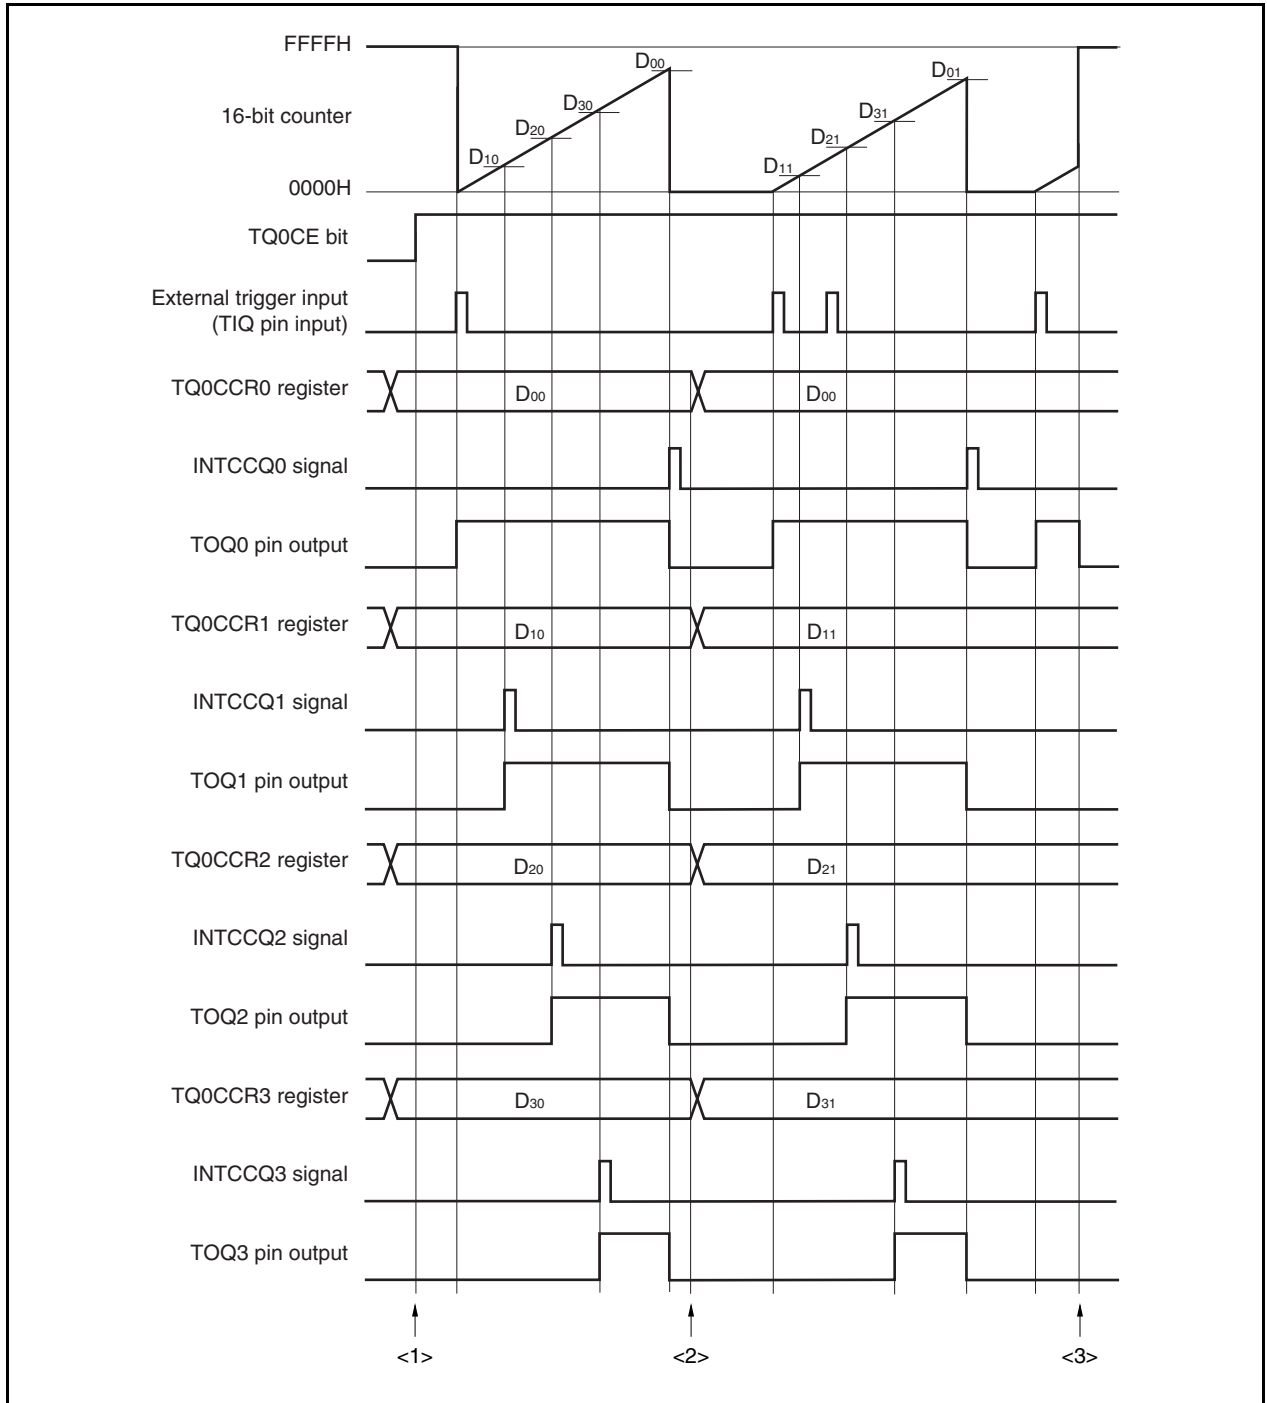 FFFFH
16-bit counter
0000H
D10
D20
D30
D00
D11
D21
D31
D01
TQ0CE bit
External trigger input
(TIQ pin input)
TQ0CCR0 register
D00
D00
INTCCQ0 signal
TOQ0 pin output
TQ0CCR1 register
D10
D11
INTCCQ1 signal
TOQ1 pin output
TQ0CCR2 register
D20
D21
INTCCQ2 signal
TOQ2 pin output
TQ0CCR3 register
D30
D31
INTCCQ3 signal
TOQ3 pin output
<1>
<2>
<3>